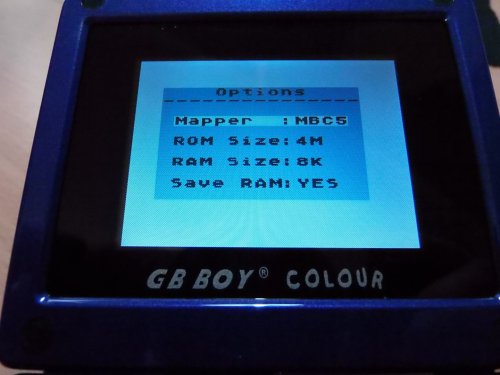 Options
Mapper :MBC5
ROM Size:4M
RAM Size:8K
Save RAM:YES
GB BOY® COLOUR